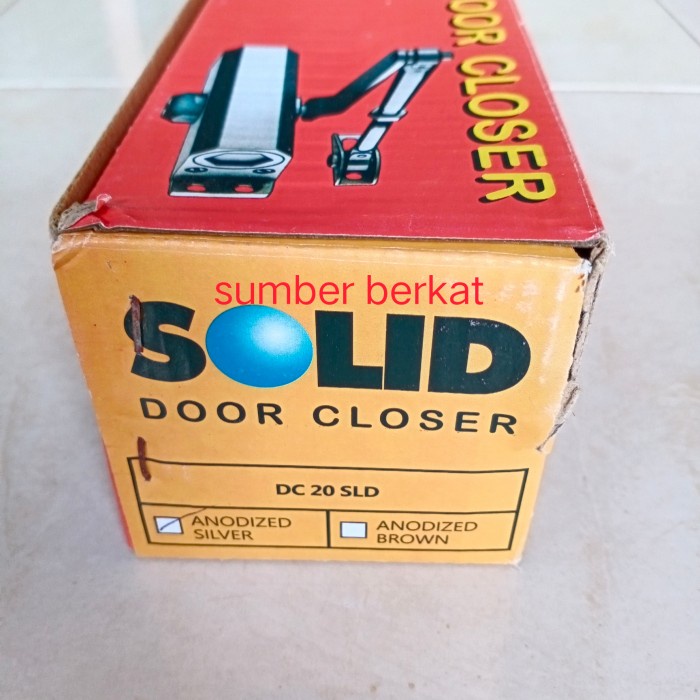 DOOR CLOSER
sumber berkat
SOLID
DOOR CLOSER
DC 20 SLD
ANODIZED
SILVER
ANODIZED
BROWN